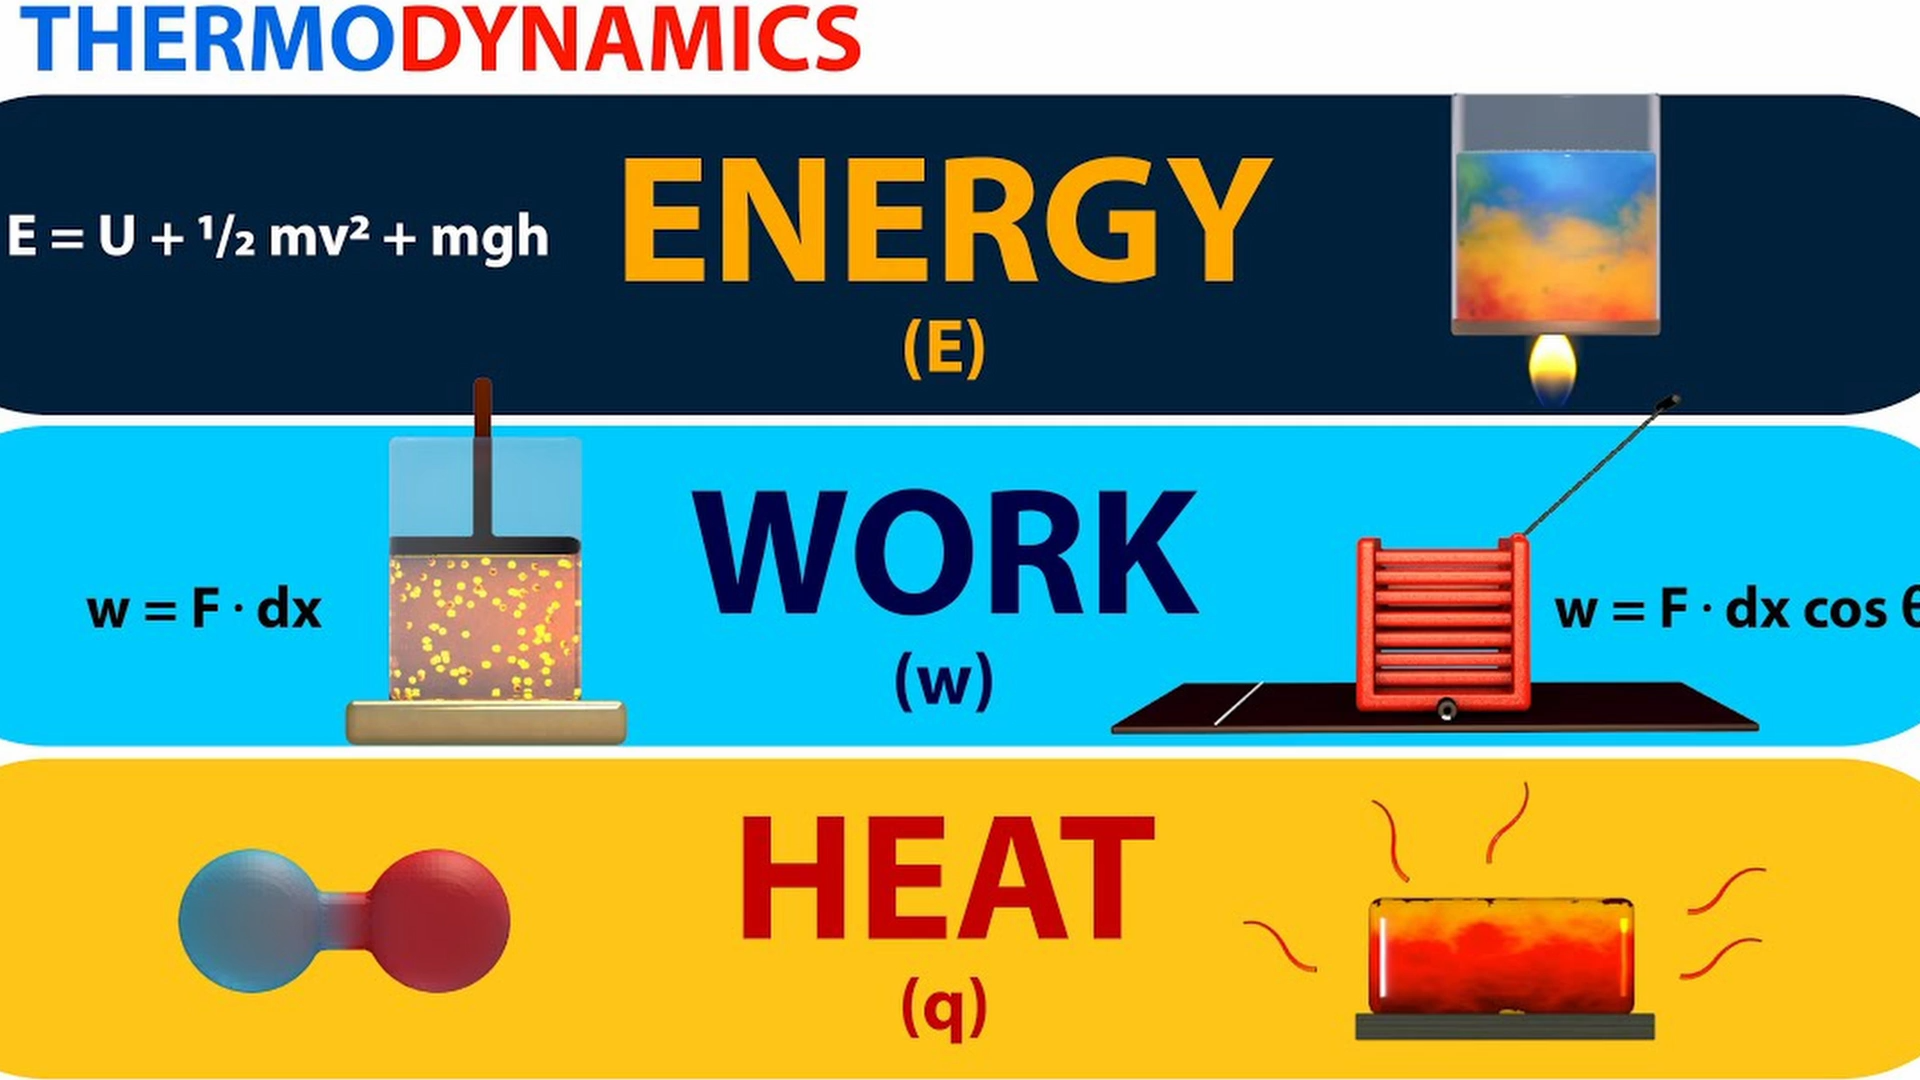 THERMODYNAMICS
E = U + ½ mv² + mgh
ENERGY
(E)
w = F · dx
WORK
(w)
w = F · dx cos θ
HEAT
(q)